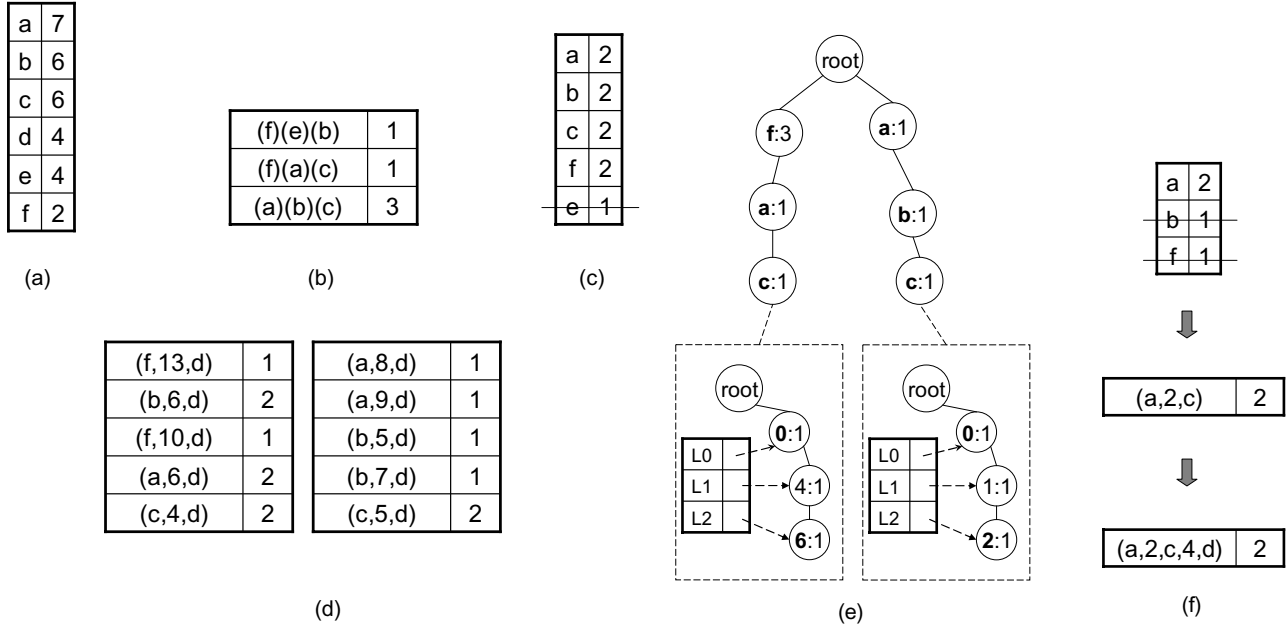 a 7
b 6
c 6
d 4
e 4
f 2
(a)
(f)(e)(b) 1
(f)(a)(c) 1
(a)(b)(c) 3
(b)
a 2
b 2
c 2
f 2
e 1
(c)
(f,13,d) 1
(b,6,d) 2
(f,10,d) 1
(a,6,d) 2
(c,4,d) 2
(a,8,d) 1
(a,9,d) 1
(b,5,d) 1
(b,7,d) 1
(c,5,d) 2
(d)
root
f:3 a:1
a:1 b:1
c:1 c:1
root
0:1
L0
L1 4:1
L2 6:1
root
0:1
L0
L1 1:1
L2 2:1
(e)
a 2
b 1
f 1
(a,2,c) 2
(a,2,c,4,d) 2
(f)